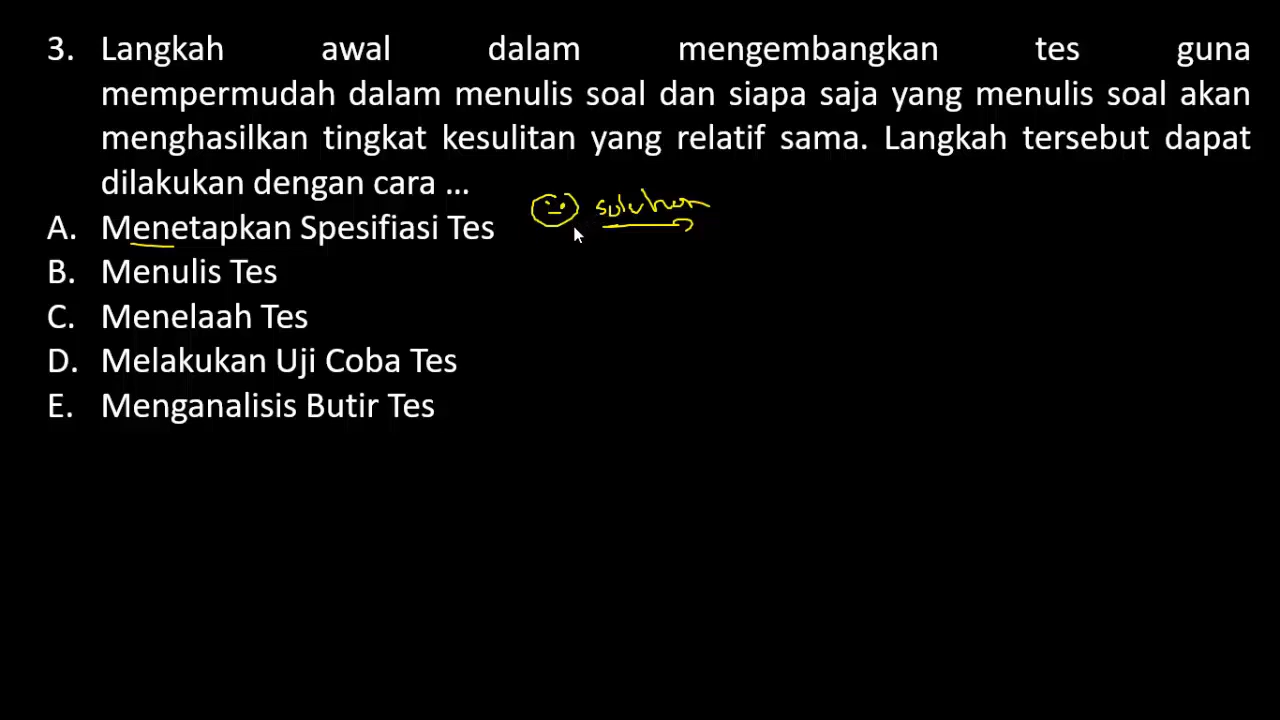 3. Langkah awal dalam mengembangkan tes guna
mempermudah dalam menulis soal dan siapa saja yang menulis soal akan
menghasilkan tingkat kesulitan yang relatif sama. Langkah tersebut dapat
dilakukan dengan cara ...
A. Menetapkan Spesifiasi Tes
B. Menulis Tes
C. Menelaah Tes
D. Melakukan Uji Coba Tes
E. Menganalisis Butir Tes